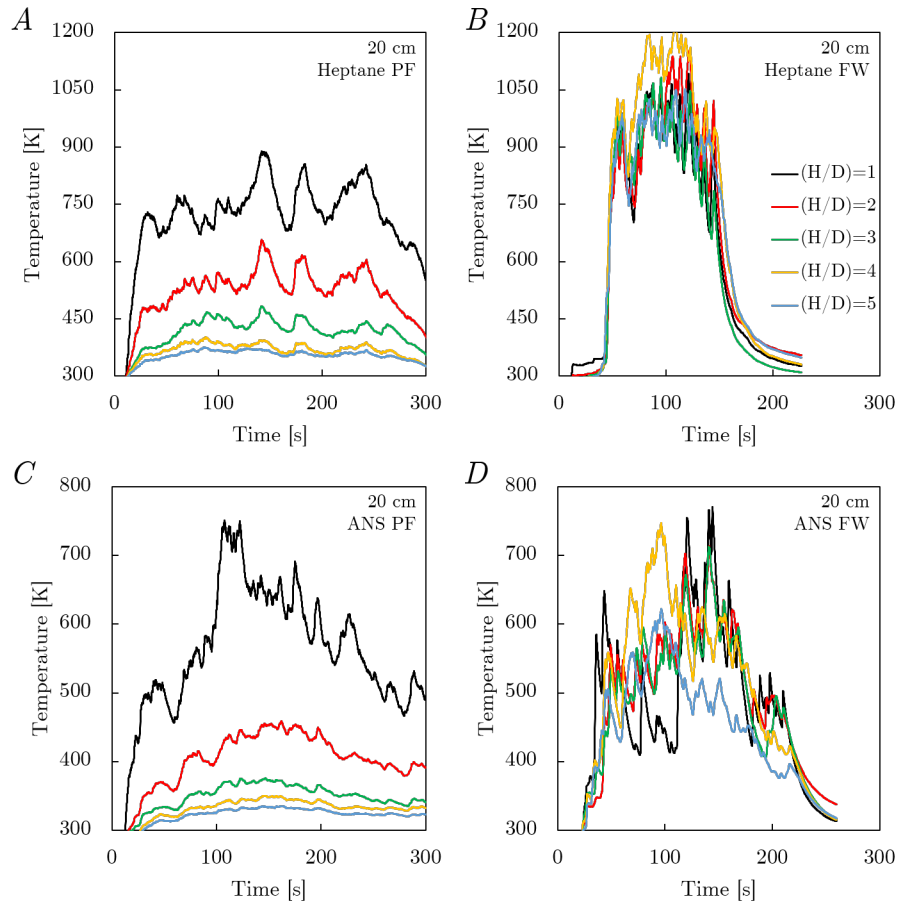 A
1200
1050
900
750
600
450
300
Temperature [K]
20 cm
Heptane PF
0
100
200
300
Time [s]
B
1200
1050
900
750
600
450
300
Temperature [K]
20 cm
Heptane FW
(H/D)=1
(H/D)=2
(H/D)=3
(H/D)=4
(H/D)=5
0
100
200
300
Time [s]
C
800
700
600
500
400
300
Temperature [K]
20 cm
ANS PF
0
100
200
300
Time [s]
D
800
700
600
500
400
300
Temperature [K]
20 cm
ANS FW
0
100
200
300
Time [s]